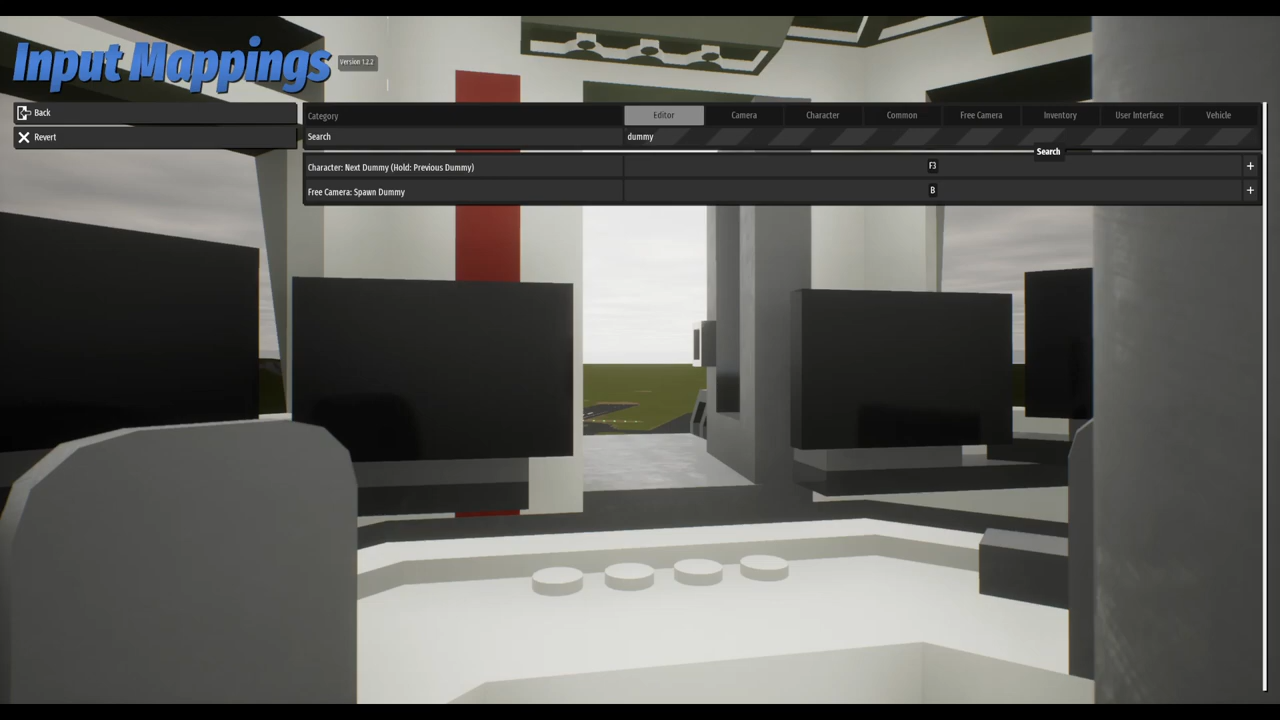 Input Mappings
Version 1.2.2
Back
Revert
Category
Editor
Camera
Character
Common
Free Camera
Inventory
User Interface
Vehicle
Search
dummy
Search
Character: Next Dummy (Hold: Previous Dummy)
F3
+
Free Camera: Spawn Dummy
B
+